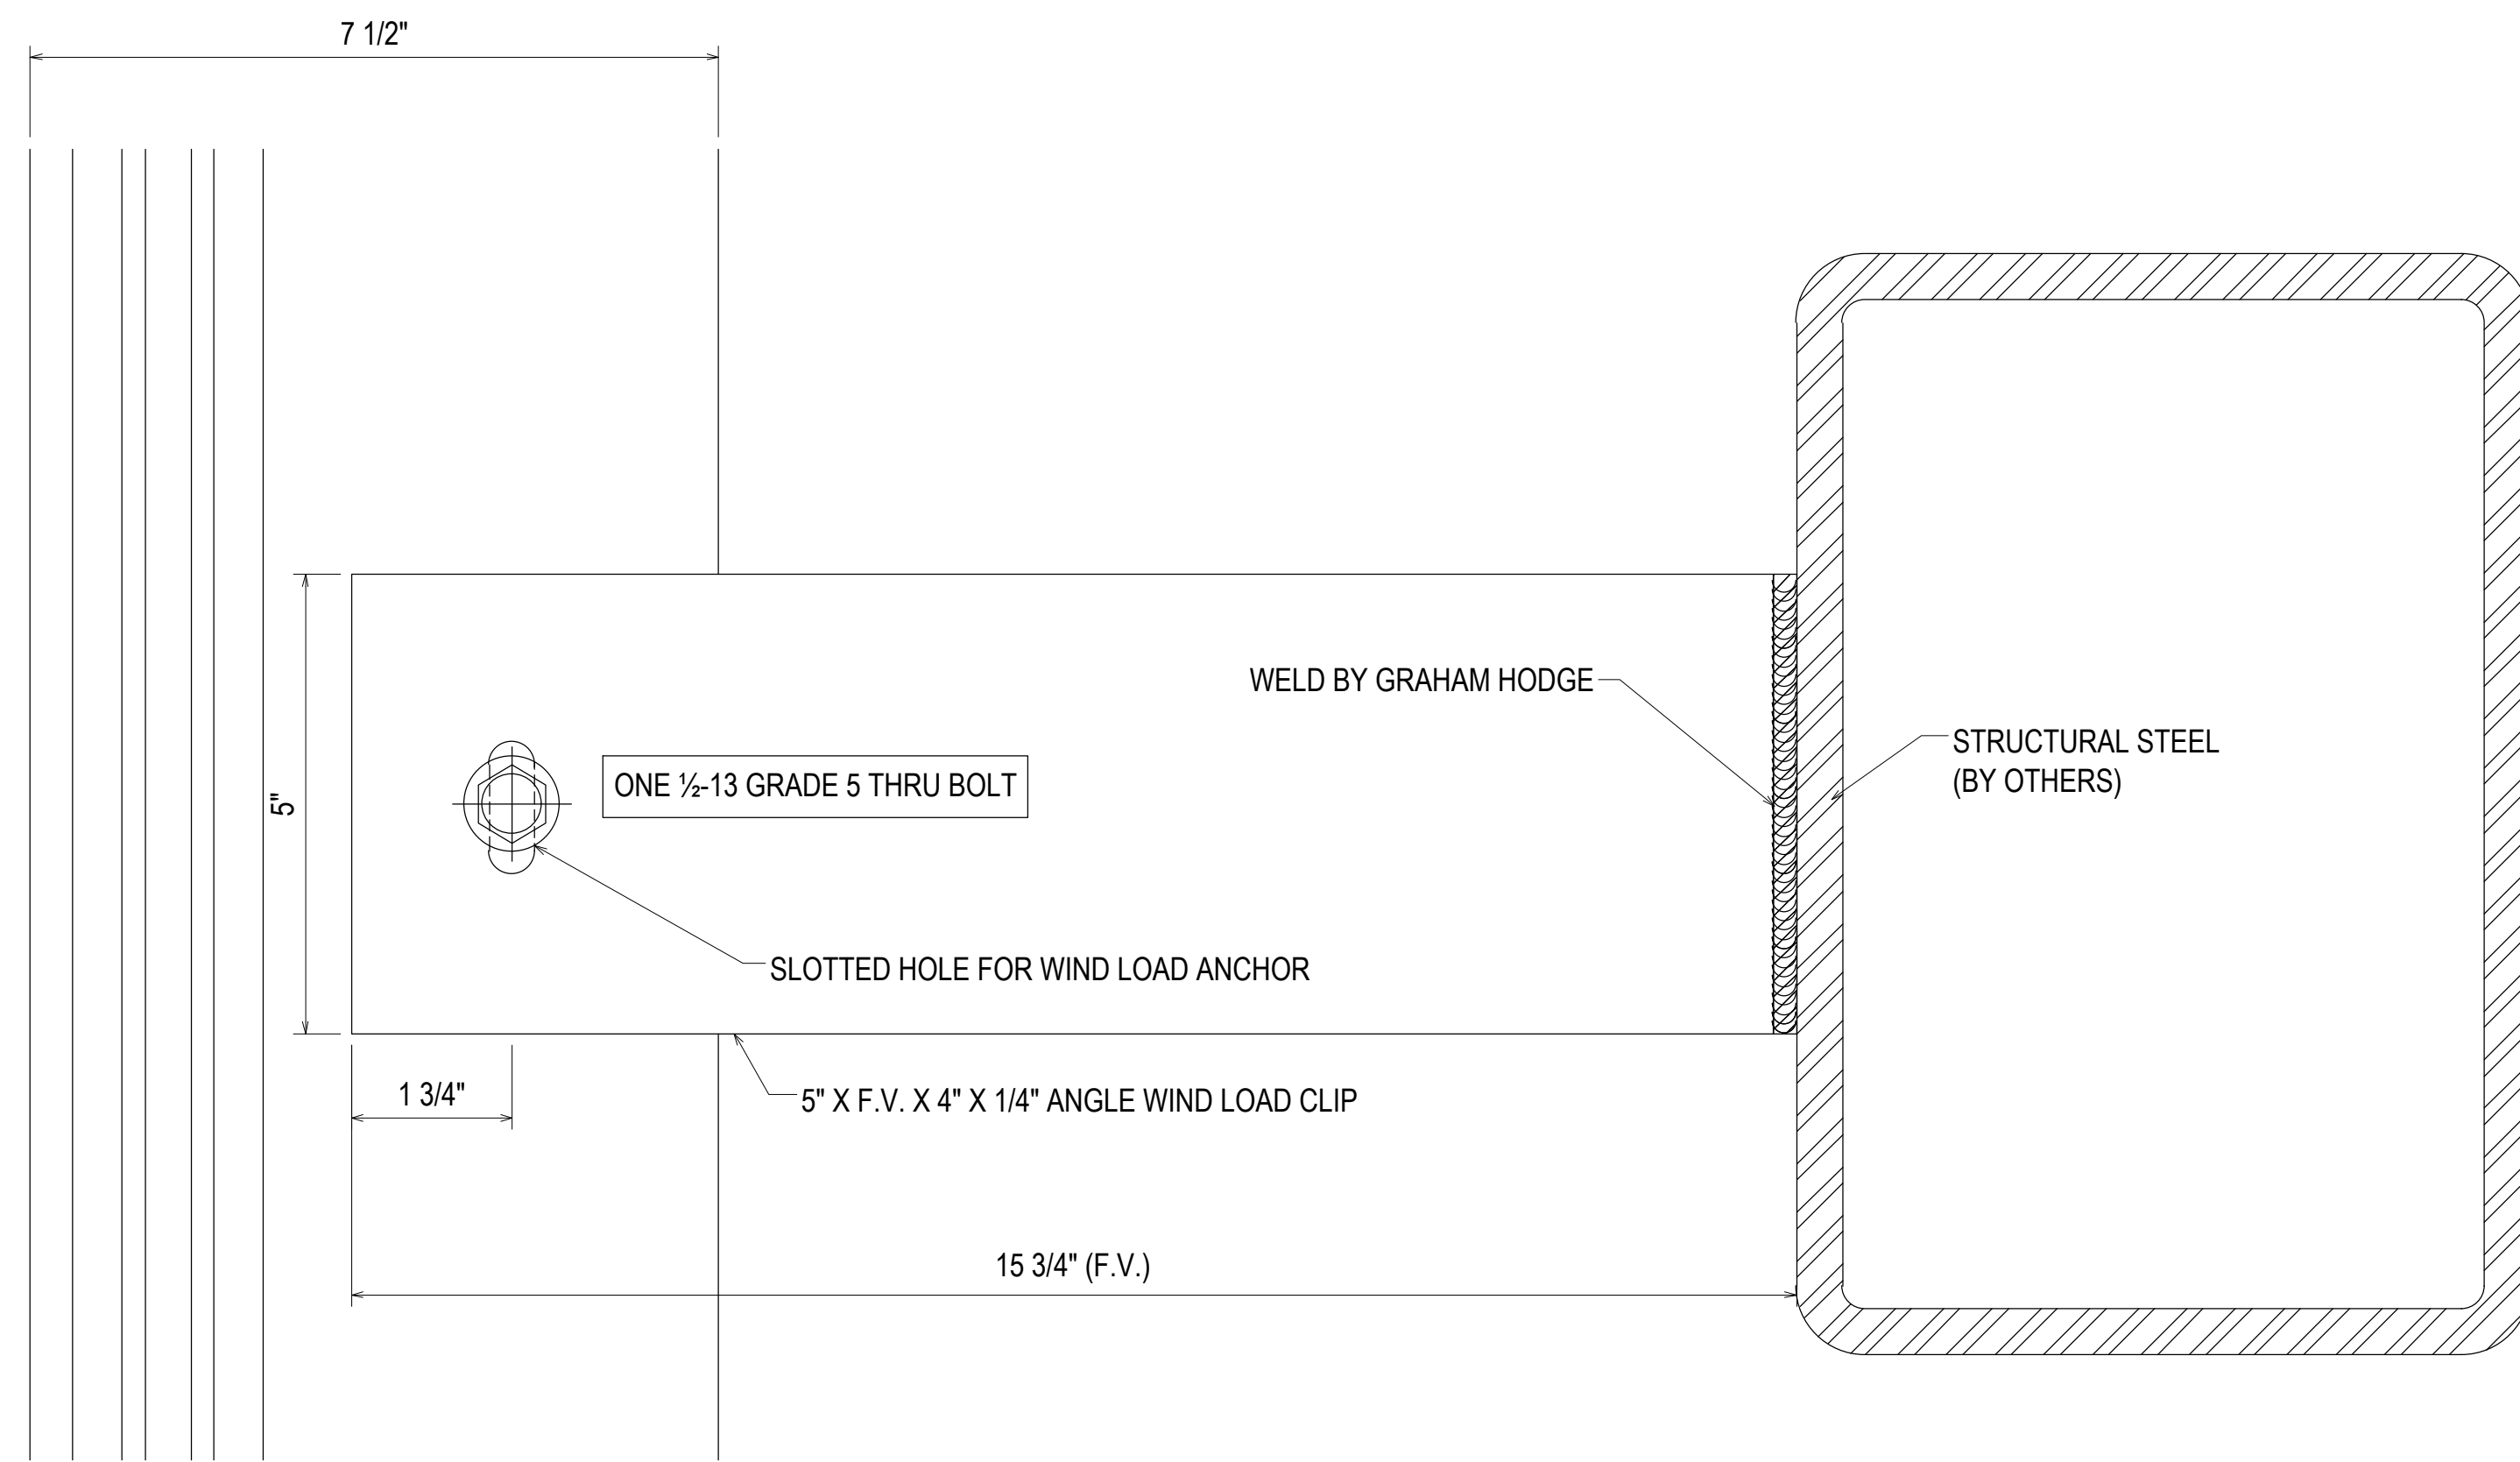 7 1/2"
WELD BY GRAHAM HODGE
STRUCTURAL STEEL
(BY OTHERS)
ONE ½-13 GRADE 5 THRU BOLT
5"
SLOTTED HOLE FOR WIND LOAD ANCHOR
1 3/4"
5" X F.V. X 4" X 1/4" ANGLE WIND LOAD CLIP
15 3/4" (F.V.)